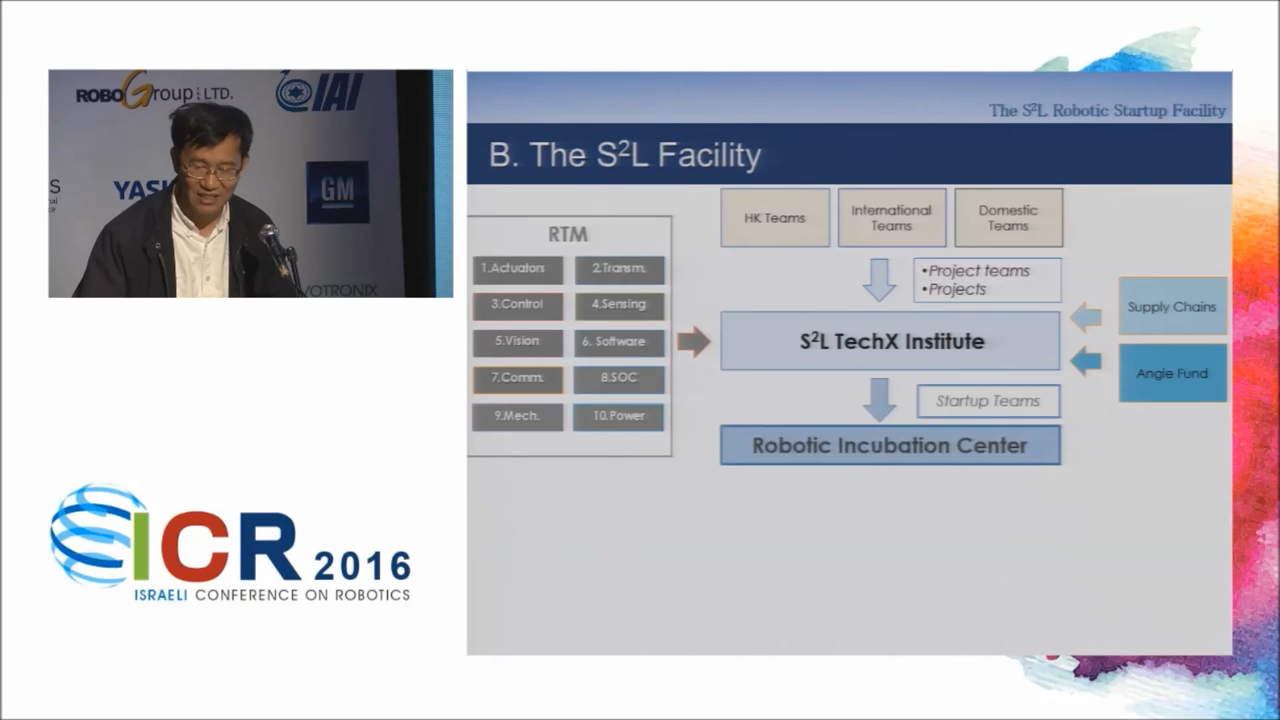 ROBOGroup LTD.
IAI
YASK
GM
OTRONIX
ICR 2016
ISRAELI CONFERENCE ON ROBOTICS
The S²L Robotic Startup Facility
B. The S²L Facility
RTM
1.Actuators
2.Transm.
3.Control
4.Sensing
5.Vision
6. Software
7.Comm.
8.SOC
9.Mech.
10.Power
HK Teams
International
Teams
Domestic
Teams
•Project teams
•Projects
S²L TechX Institute
Startup Teams
Robotic Incubation Center
Supply Chains
Angle Fund